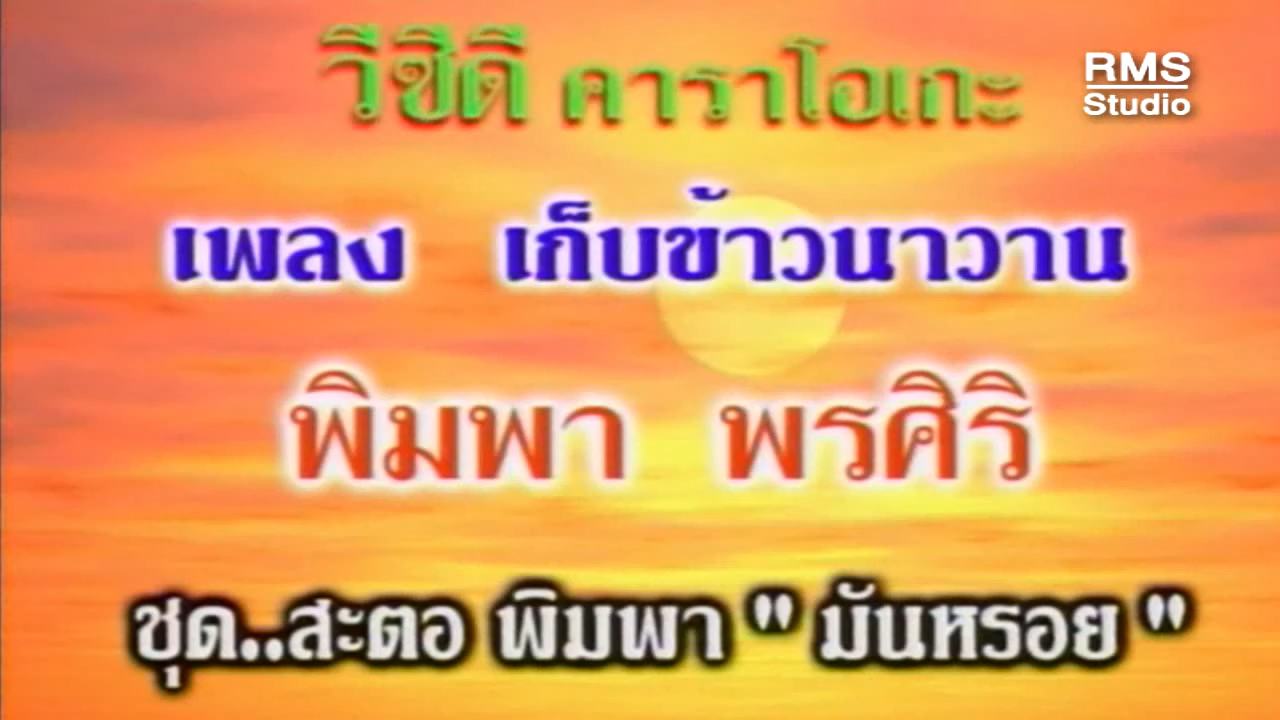 วีซีดี คาราโอเกะ
RMS
Studio
เพลง เก็บข้าวนาวาน
พิมพา พรศิริ
ชุด..สะตอ พิมพา " มันหรอย "